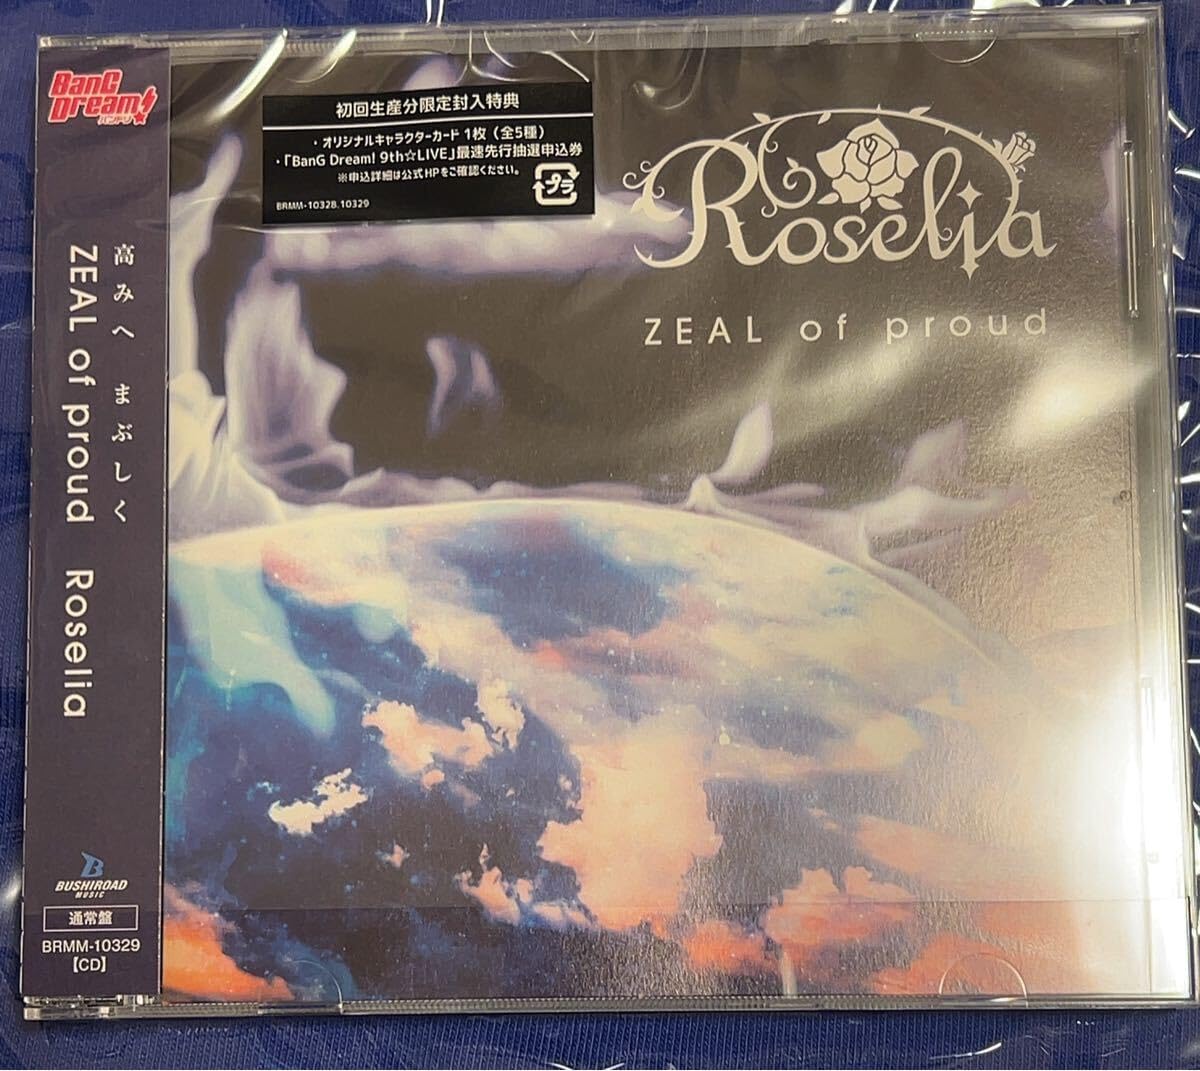 BanG
Dream!
バンドリ
高みへ まぶしく
ZEAL of proud Roselia
BUSHIROAD
MUSIC
通常盤
BRMM-10329
【CD】
初回生産分限定封入特典
・オリジナルキャラクターカード 1枚（全5種）
・「BanG Dream! 9th☆LIVE」最速先行抽選申込券
※申込詳細は公式HPをご確認ください。
プラ
BRMM-10328.10329
Roselia
ZEAL of proud